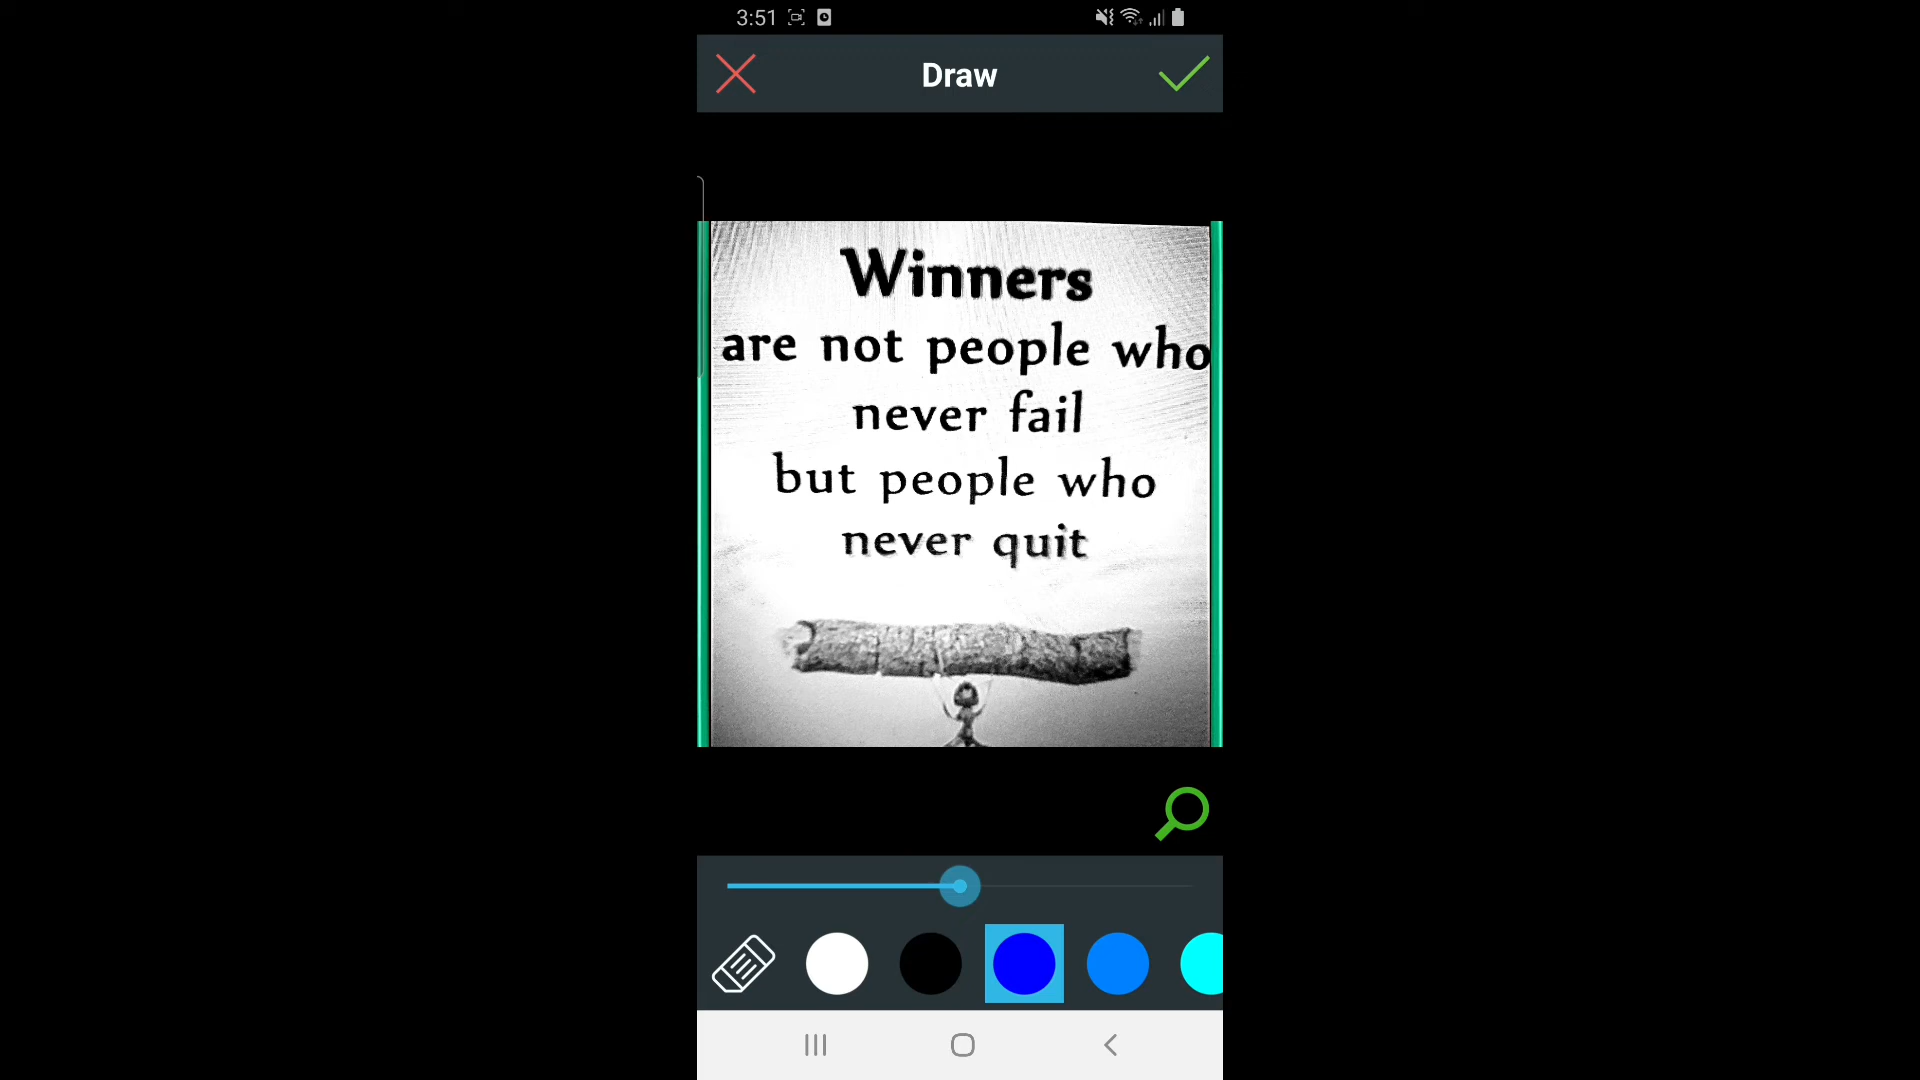 3:51
Draw
Winners
are not people who
never fail
but people who
never quit